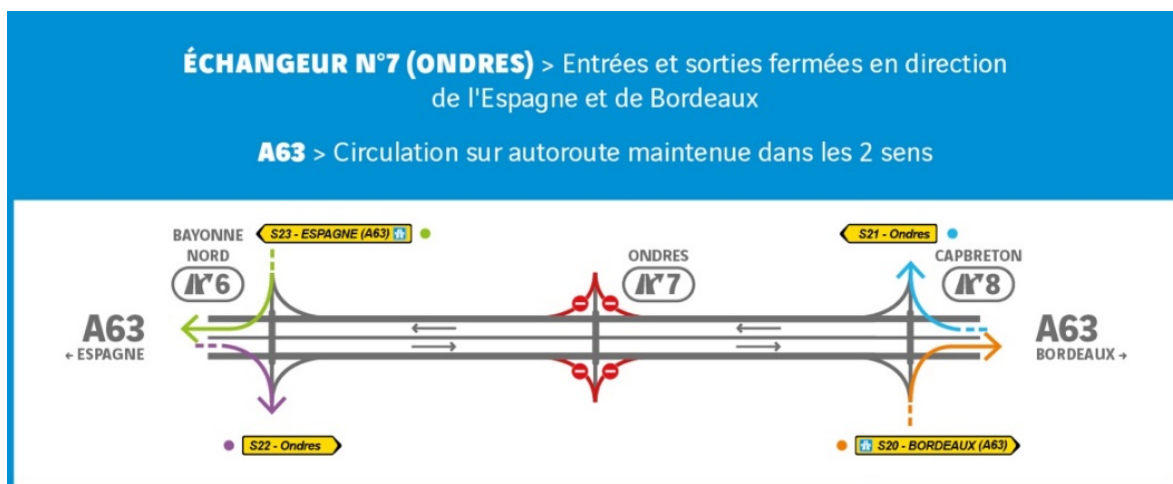 ÉCHANGEUR N°7 (ONDRES) > Entrées et sorties fermées en direction
de l'Espagne et de Bordeaux
A63 > Circulation sur autoroute maintenue dans les 2 sens
BAYONNE
NORD
6
S23 - ESPAGNE (A63)
ONDRES
7
S21 - Ondres
CAPBRETON
8
A63
← ESPAGNE
A63
BORDEAUX →
S22 - Ondres
S20 - BORDEAUX (A63)